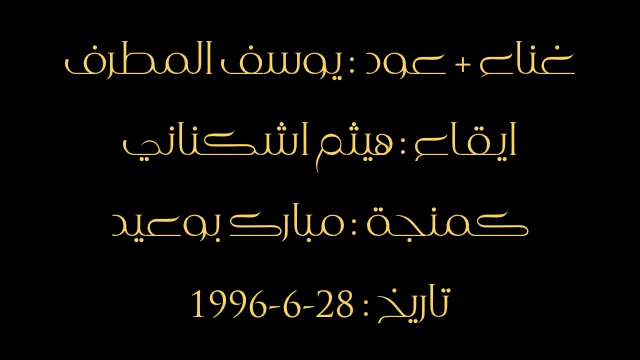 غناء + عود : يوسف المطرف
ايقاع : هيثم اشكناني
كمنجة : مبارك بوعيد
تاريخ : 28-6-1996